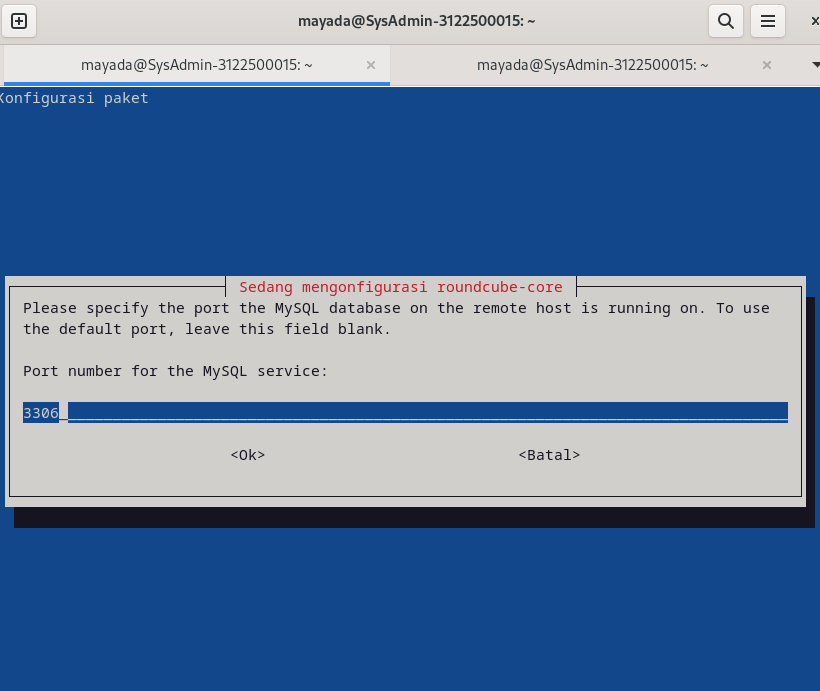 mayada@SysAdmin-3122500015: ~
mayada@SysAdmin-3122500015: ~
mayada@SysAdmin-3122500015: ~
Konfigurasi paket
Sedang mengonfigurasi roundcube-core
Please specify the port the MySQL database on the remote host is running on. To use
the default port, leave this field blank.
Port number for the MySQL service:
3306
<Ok> <Batal>